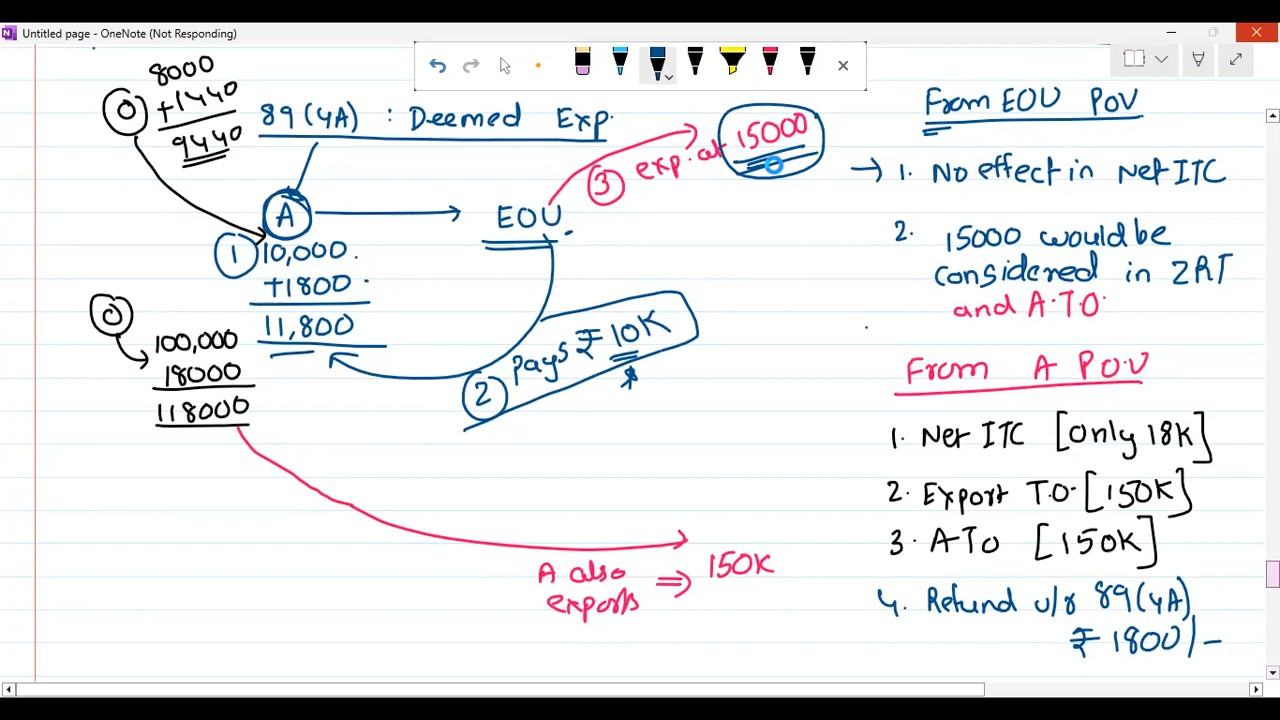 Untitled page - OneNote (Not Responding)
8000
+1440
9440
89 (4A) : Deemed Exp.
A
EOU
3 exp. at 15000
1 10,000
+1800
11,800
2 Pays ₹ 10K
100,000
18000
118000
A also exports ⇒ 150K
From EOU PoV
→ 1. No effect in Net ITC
2. 15000 would be
considered in ZRT
and A.T.O.
From A P.O.V
1. Net ITC [Only 18K]
2. Export T.O. [150K]
3. ATO [150K]
4. Refund u/r 89(4A)
₹ 1800/-